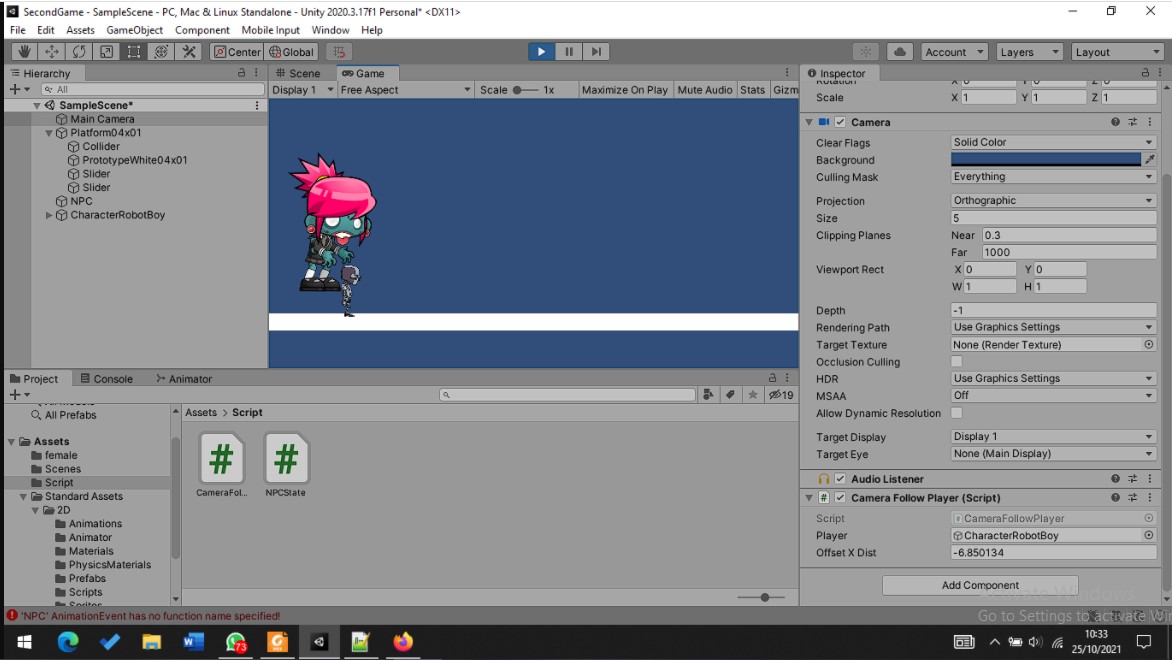 SecondGame - SampleScene - PC, Mac & Linux Standalone - Unity 2020.3.17f1 Personal* <DX11>
File Edit Assets GameObject Component Mobile Input Window Help
Center Global Account Layers Layout
Hierarchy Scene Game Inspector
All Display 1 Free Aspect Scale 1x Maximize On Play Mute Audio Stats Gizm
Rotation X 0 Y 0 Z 0
Scale X 1 Y 1 Z 1
SampleScene*
Main Camera
Platform04x01
Collider
PrototypeWhite04x01
Slider
Slider
NPC
CharacterRobotBoy
Camera
Clear Flags Solid Color
Background
Culling Mask Everything
Projection Orthographic
Size 5
Clipping Planes Near 0.3
Far 1000
Viewport Rect X 0 Y 0
W 1 H 1
Depth -1
Rendering Path Use Graphics Settings
Target Texture None (Render Texture)
Occlusion Culling
HDR Use Graphics Settings
MSAA Off
Allow Dynamic Resolution
Target Display Display 1
Target Eye None (Main Display)
Audio Listener
Camera Follow Player (Script)
Script CameraFollowPlayer
Player CharacterRobotBoy
Offset X Dist -6.850134
Add Component
Project Console Animator
19
All Models
All Prefabs
Assets
female
Scenes
Script
Standard Assets
2D
Animations
Animator
Materials
PhysicsMaterials
Prefabs
Scripts
Sprites
Assets > Script
CameraFol... NPCState
'NPC' AnimationEvent has no function name specified!
Activate Windows
Go to Settings to activate Wi
73
10:33
25/10/2021